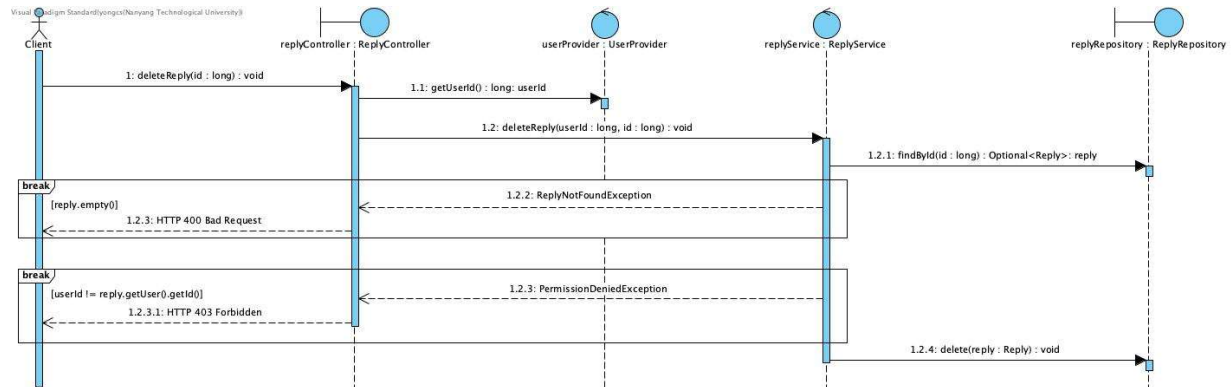 Visual Paradigm Standard(yongcs(Nanyang Technological University))
Client
replyController : ReplyController
userProvider : UserProvider
replyService : ReplyService
replyRepository : ReplyRepository
1: deleteReply(id : long) : void
1.1: getUserId() : long: userId
1.2: deleteReply(userId : long, id : long) : void
1.2.1: findById(id : long) : Optional<Reply>: reply
break
1.2.2: ReplyNotFoundException
[reply.empty()]
1.2.3: HTTP 400 Bad Request
break
1.2.3: PermissionDeniedException
[userId != reply.getUser().getId()]
1.2.3.1: HTTP 403 Forbidden
1.2.4: delete(reply : Reply) : void